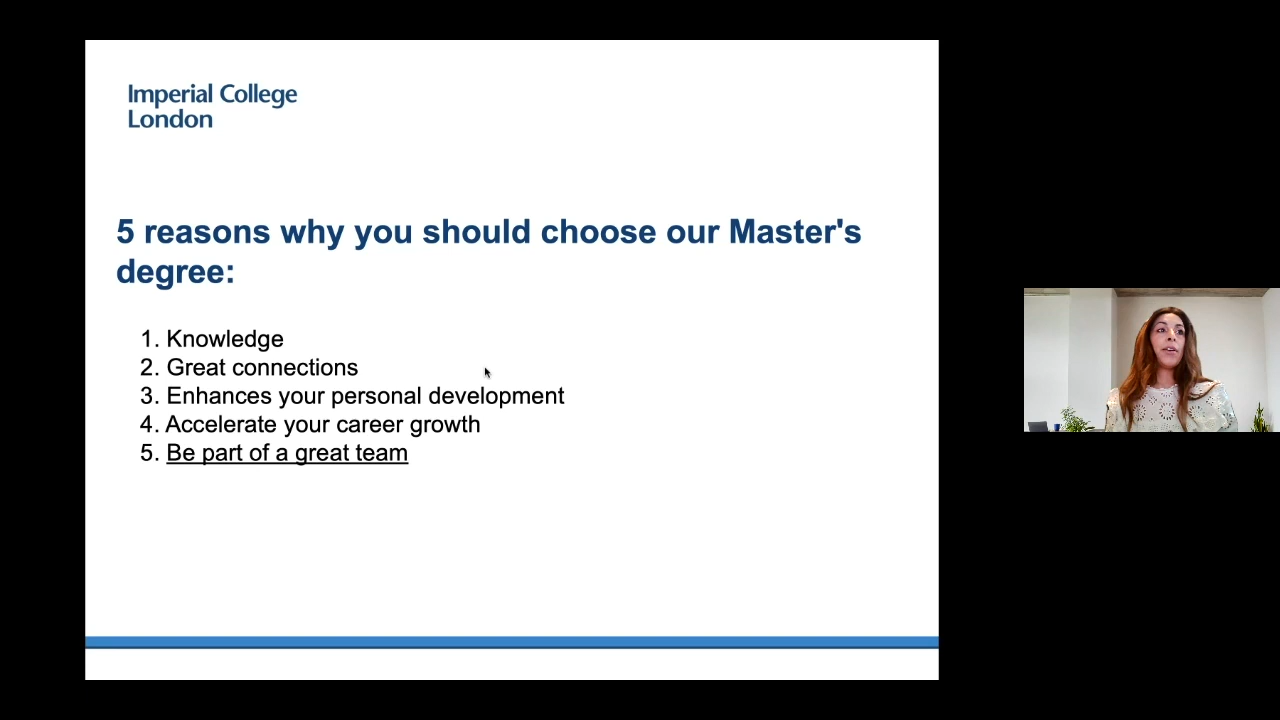 Imperial College
London
5 reasons why you should choose our Master's
degree:
1. Knowledge
2. Great connections
3. Enhances your personal development
4. Accelerate your career growth
5. Be part of a great team